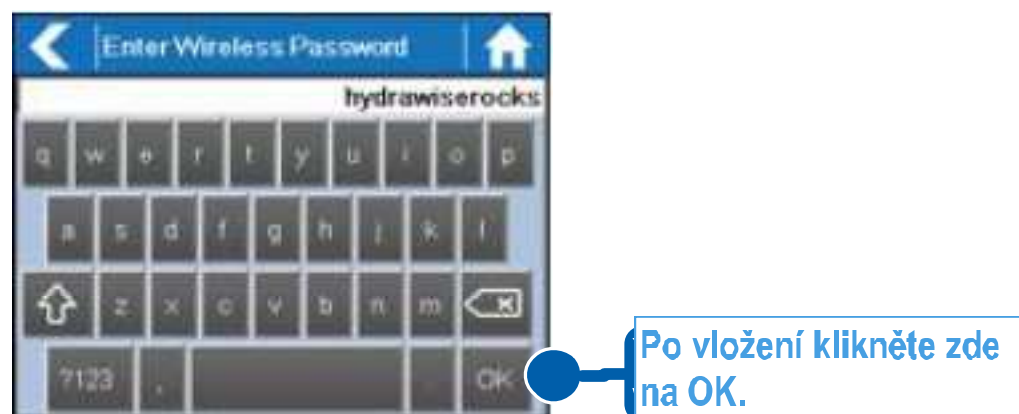 Enter Wireless Password
hydrawiserocks
q w e r t y u i o p
a s d f g h j k l
z x c v b n m
?123 , . OK
Po vložení klikněte zde
na OK.